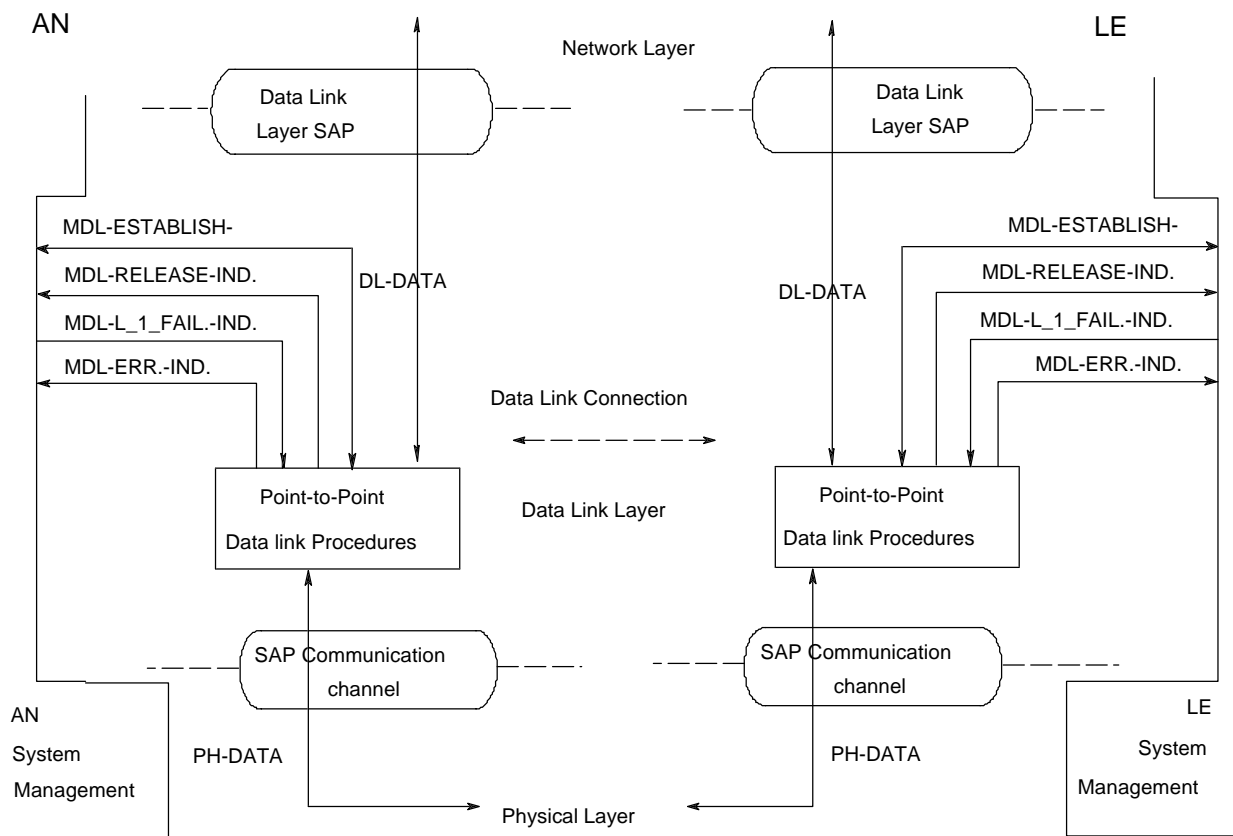 AN
LE
Network Layer
Data Link
Layer SAP
Data Link
Layer SAP
MDL-ESTABLISH-
MDL-RELEASE-IND.
MDL-L_1_FAIL.-IND.
MDL-ERR.-IND.
DL-DATA
DL-DATA
MDL-ESTABLISH-
MDL-RELEASE-IND.
MDL-L_1_FAIL.-IND.
MDL-ERR.-IND.
Data Link Connection
Point-to-Point
Data link Procedures
Data Link Layer
Point-to-Point
Data link Procedures
SAP Communication
channel
SAP Communication
channel
AN
System
Management
PH-DATA
Physical Layer
PH-DATA
LE
System
Management